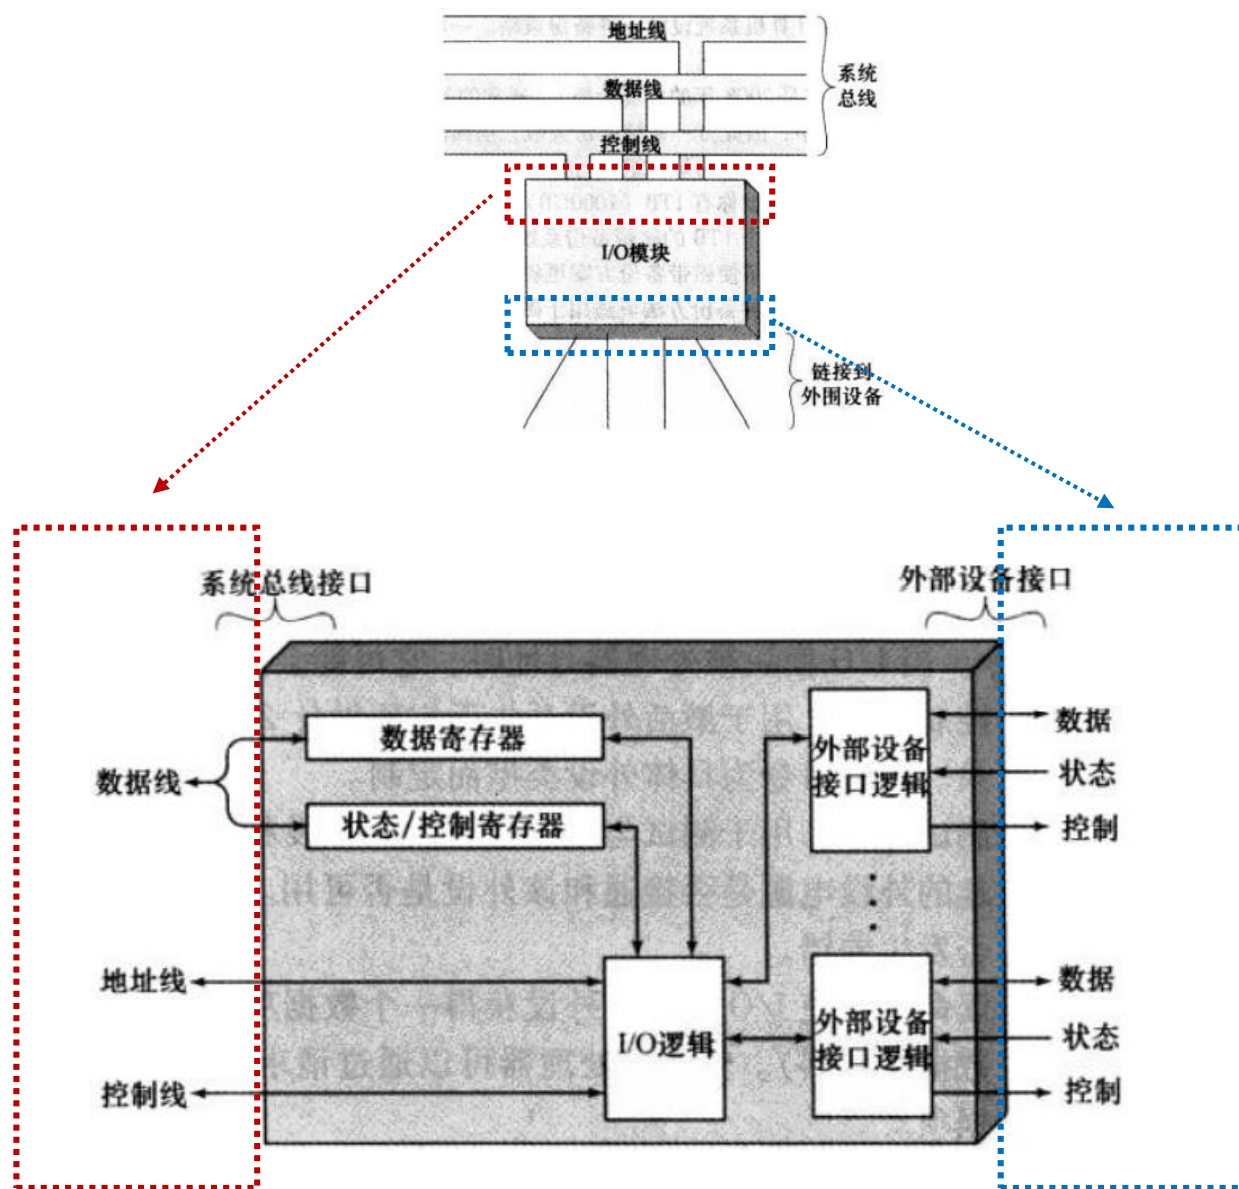 地址线
数据线
控制线
系统
总线
I/O模块
链接到
外围设备
系统总线接口
外部设备接口
数据寄存器
状态/控制寄存器
数据线
地址线
控制线
I/O逻辑
外部设备
接口逻辑
数据
状态
控制
外部设备
接口逻辑
数据
状态
控制